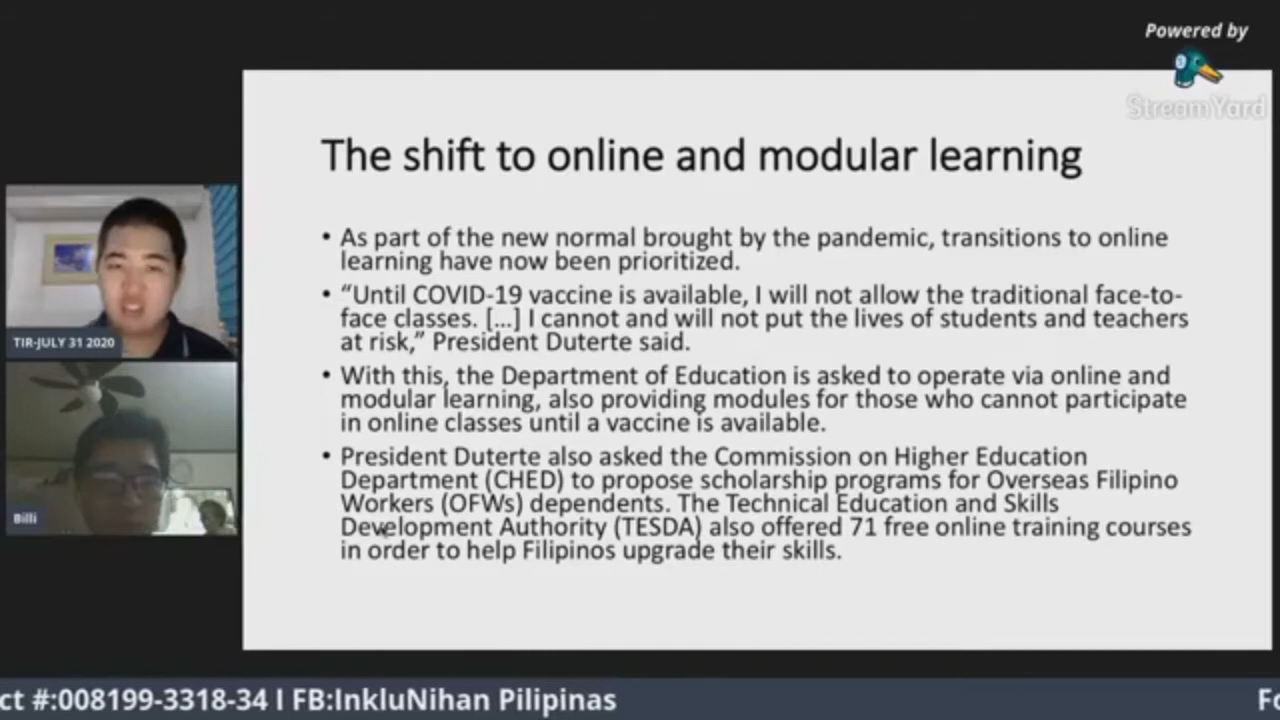 Powered by
StreamYard
The shift to online and modular learning
• As part of the new normal brought by the pandemic, transitions to online
learning have now been prioritized.
• “Until COVID-19 vaccine is available, I will not allow the traditional face-to-
face classes. [...] I cannot and will not put the lives of students and teachers
at risk,” President Duterte said.
• With this, the Department of Education is asked to operate via online and
modular learning, also providing modules for those who cannot participate
in online classes until a vaccine is available.
• President Duterte also asked the Commission on Higher Education
Department (CHED) to propose scholarship programs for Overseas Filipino
Workers (OFWs) dependents. The Technical Education and Skills
Development Authority (TESDA) also offered 71 free online training courses
in order to help Filipinos upgrade their skills.
TIR-JULY 31 2020
Billi
ct #:008199-3318-34 I FB:InkluNihan Pilipinas
Fo